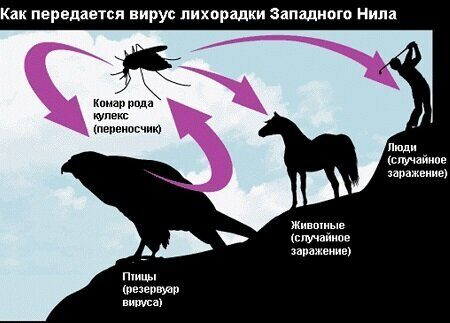 Как передается вирус лихорадки Западного Нила
Комар рода
кулекс
(переносчик)
Люди
(случайное
заражение)
Животные
(случайное
заражение)
Птицы
(резервуар
вируса)